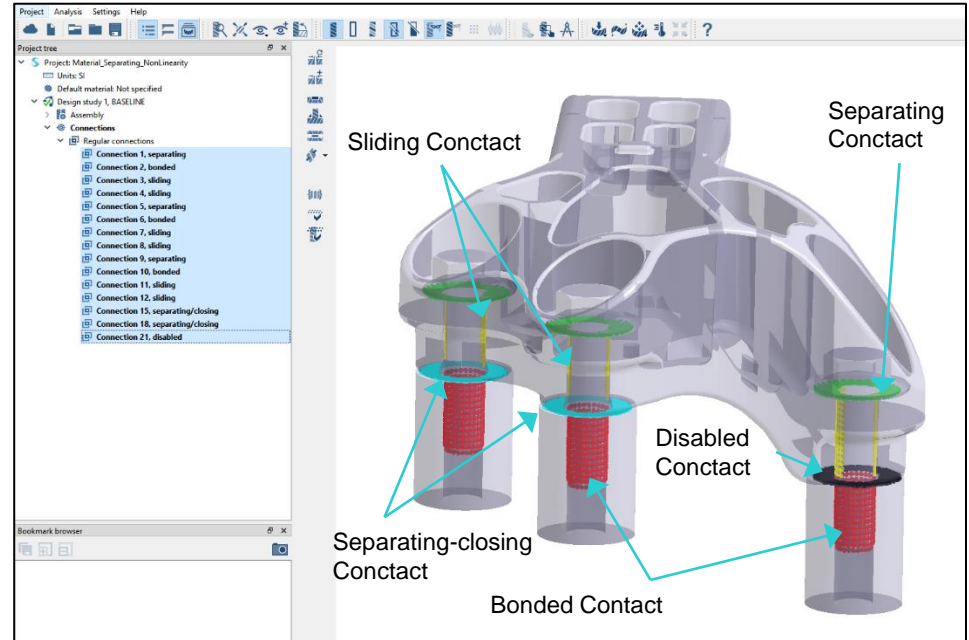 Project Analysis Settings Help
Project tree
Project: Material_Separating_NonLinearity
Units: SI
Default material: Not specified
Design study 1, BASELINE
Assembly
Connections
Regular connections
Connection 1, separating
Connection 2, bonded
Connection 3, sliding
Connection 4, sliding
Connection 5, separating
Connection 6, bonded
Connection 7, sliding
Connection 8, sliding
Connection 9, separating
Connection 10, bonded
Connection 11, sliding
Connection 12, sliding
Connection 15, separating/closing
Connection 18, separating/closing
Connection 21, disabled
Bookmark browser
Sliding Conctact
Separating
Conctact
Disabled
Conctact
Separating-closing
Conctact
Bonded Contact